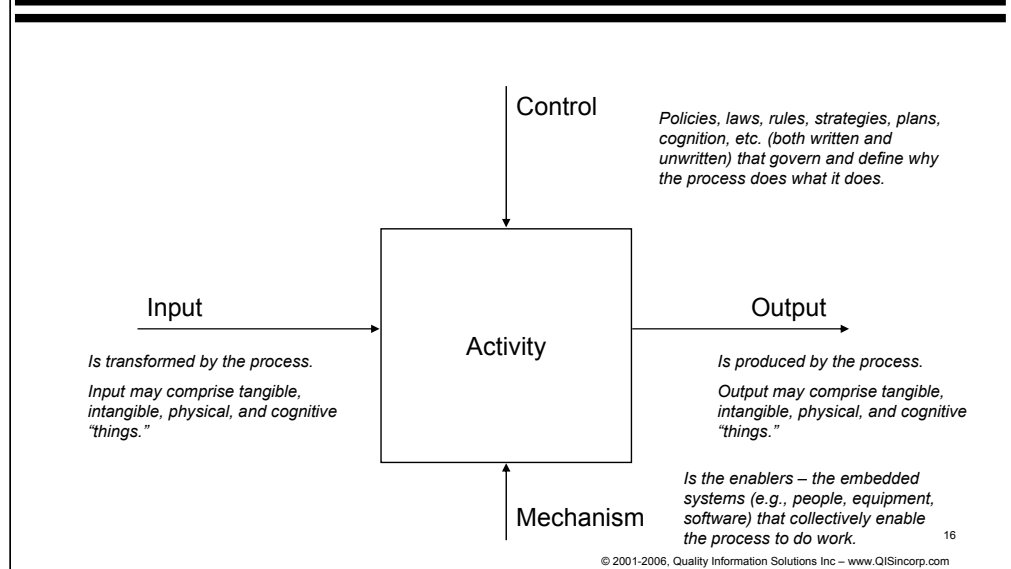 Control
Policies, laws, rules, strategies, plans,
cognition, etc. (both written and
unwritten) that govern and define why
the process does what it does.
Input
Is transformed by the process.
Input may comprise tangible,
intangible, physical, and cognitive
“things.”
Activity
Output
Is produced by the process.
Output may comprise tangible,
intangible, physical, and cognitive
“things.”
Mechanism
Is the enablers – the embedded
systems (e.g., people, equipment,
software) that collectively enable
the process to do work.
16
© 2001-2006, Quality Information Solutions Inc – www.QISincorp.com